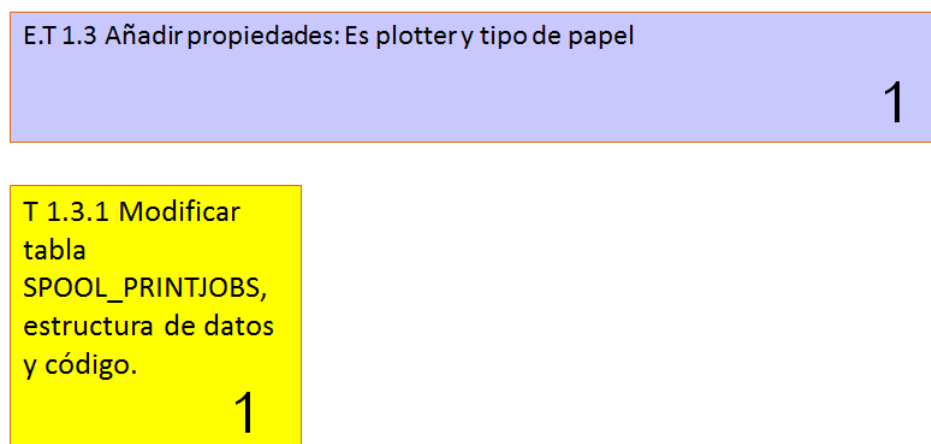 E.T 1.3 Añadir propiedades: Es plotter y tipo de papel
1
T 1.3.1 Modificar
tabla
SPOOL_PRINTJOBS,
estructura de datos
y código.
1